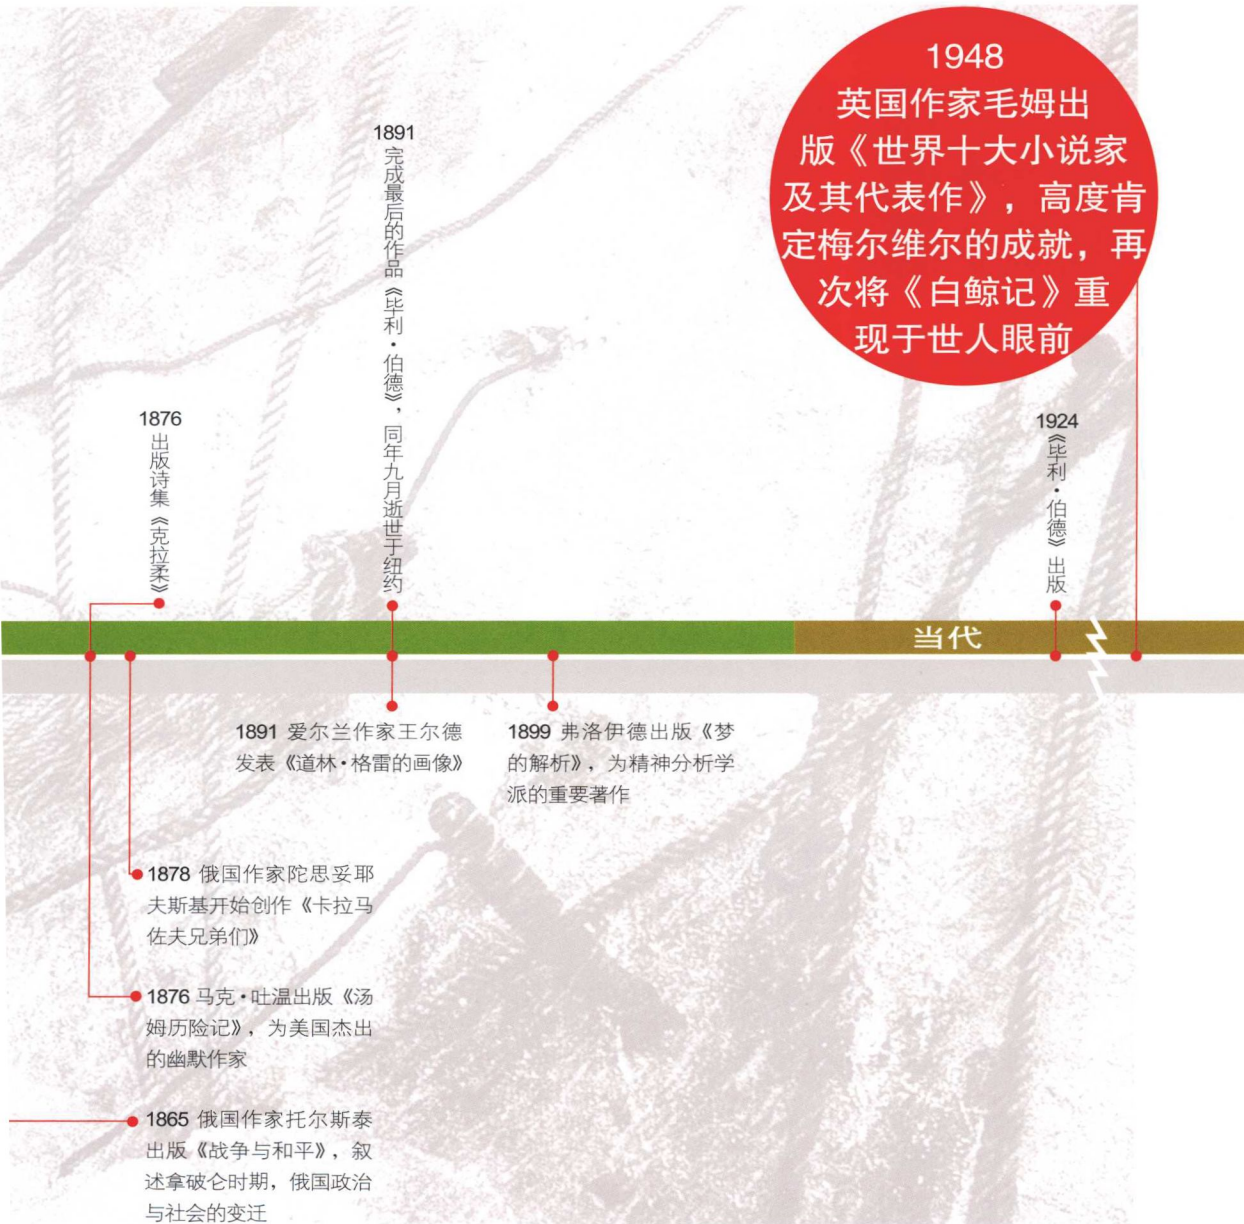 1948
英国作家毛姆出
版《世界十大小说家
及其代表作》，高度肯
定梅尔维尔的成就，再
次将《白鲸记》重
现于世人眼前
1891
完成最后的作品《毕利·伯德》，同年九月逝世于纽约
1876
出版诗集《克拉柔》
1924
《毕利·伯德》出版
当代
1891 爱尔兰作家王尔德
发表《道林·格雷的画像》
1899 弗洛伊德出版《梦
的解析》，为精神分析学
派的重要著作
1878 俄国作家陀思妥耶
夫斯基开始创作《卡拉马
佐夫兄弟们》
1876 马克·吐温出版《汤
姆历险记》，为美国杰出
的幽默作家
1865 俄国作家托尔斯泰
出版《战争与和平》，叙
述拿破仑时期，俄国政治
与社会的变迁